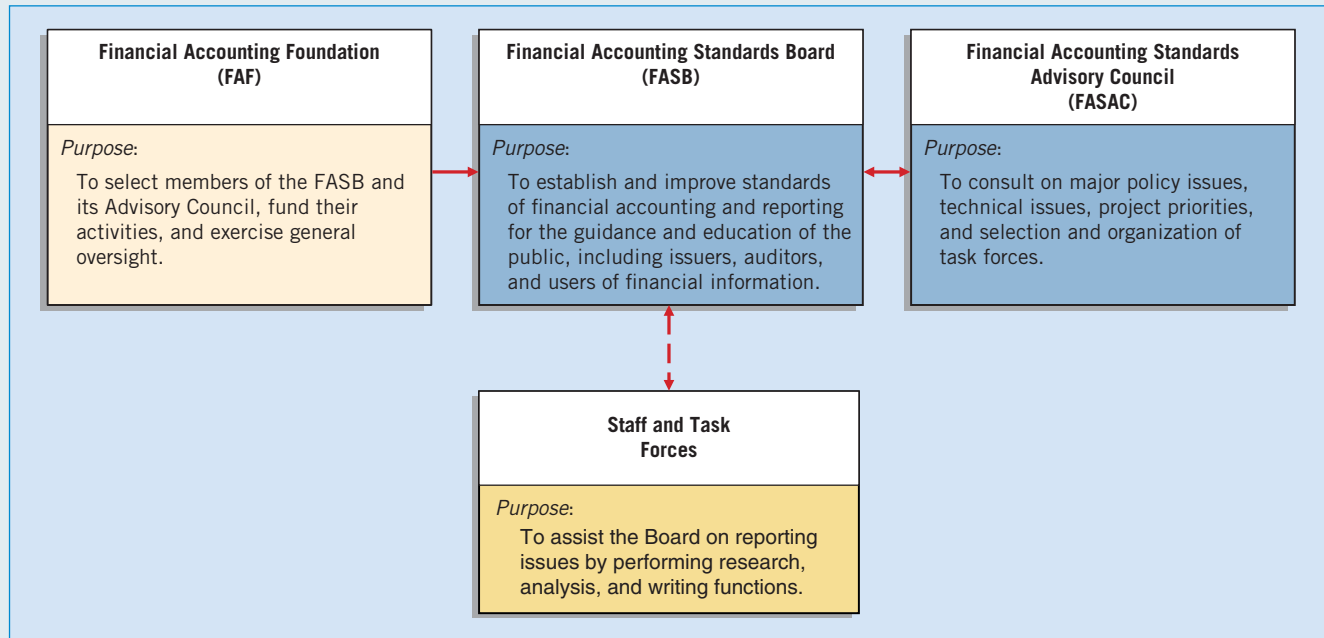 Financial Accounting Foundation
(FAF)
Purpose:
To select members of the FASB and
its Advisory Council, fund their
activities, and exercise general
oversight.
Financial Accounting Standards Board
(FASB)
Purpose:
To establish and improve standards
of financial accounting and reporting
for the guidance and education of the
public, including issuers, auditors,
and users of financial information.
Financial Accounting Standards
Advisory Council
(FASAC)
Purpose:
To consult on major policy issues,
technical issues, project priorities,
and selection and organization of
task forces.
Staff and Task
Forces
Purpose:
To assist the Board on reporting
issues by performing research,
analysis, and writing functions.